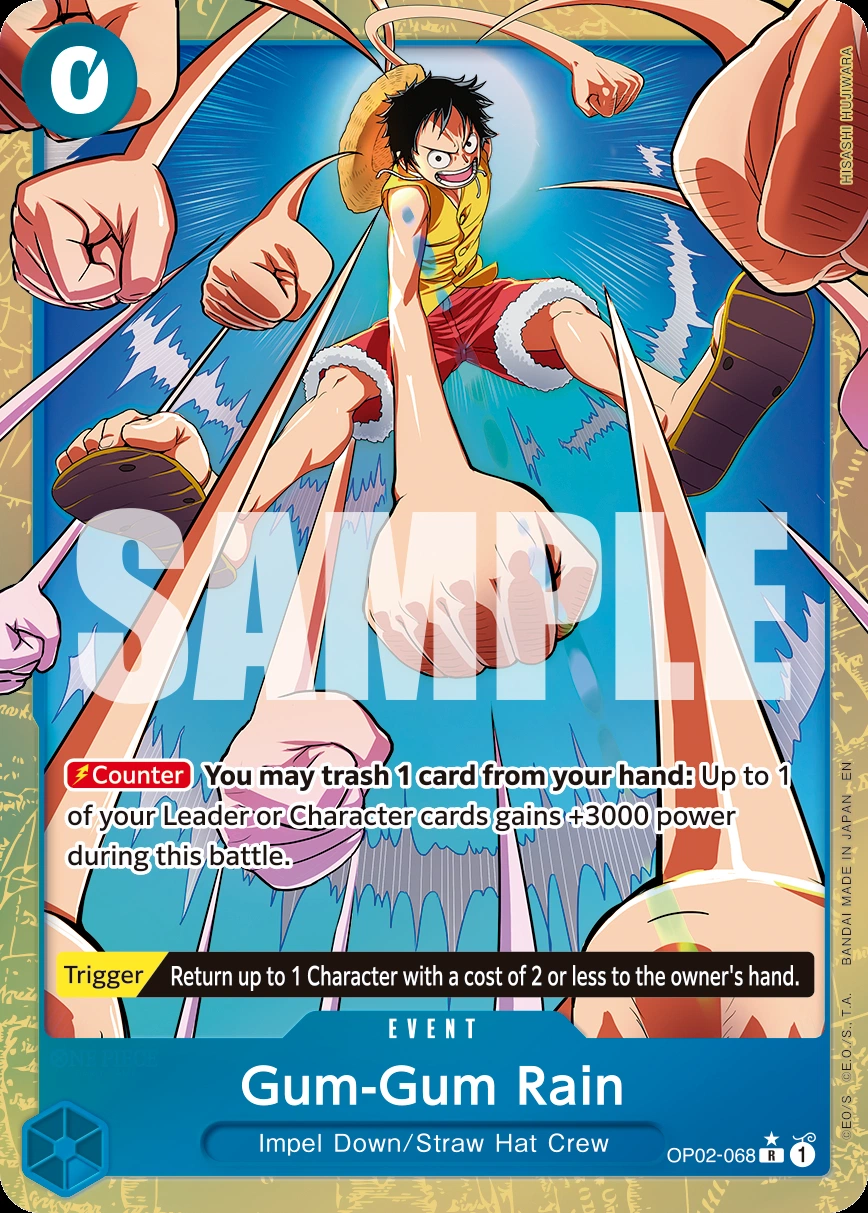 0
HISASHI HUJIWARA
SAMPLE
Counter You may trash 1 card from your hand: Up to 1
of your Leader or Character cards gains +3000 power
during this battle.
Trigger Return up to 1 Character with a cost of 2 or less to the owner's hand.
EVENT
Gum-Gum Rain
Impel Down/Straw Hat Crew
OP02-068 R 1
©EO/S ©E.O./S., T.A. BANDAI MADE IN JAPAN EN